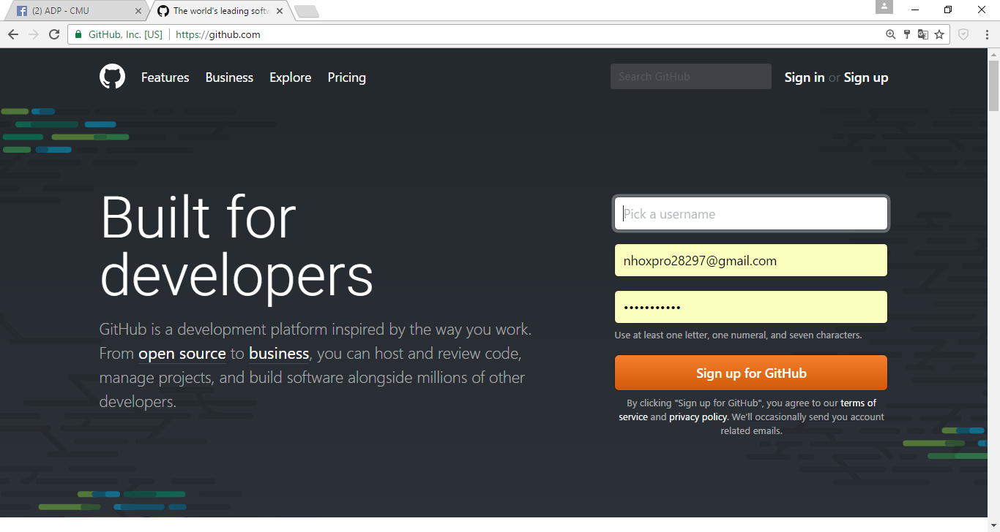 (2) ADP - CMU
The world's leading softw
GitHub, Inc. [US] https://github.com
Features Business Explore Pricing
Search GitHub
Sign in or Sign up
Built for
developers
GitHub is a development platform inspired by the way you work.
From open source to business, you can host and review code,
manage projects, and build software alongside millions of other
developers.
Pick a username
nhoxpro28297@gmail.com
•••••••••••
Use at least one letter, one numeral, and seven characters.
Sign up for GitHub
By clicking "Sign up for GitHub", you agree to our terms of
service and privacy policy. We'll occasionally send you account
related emails.